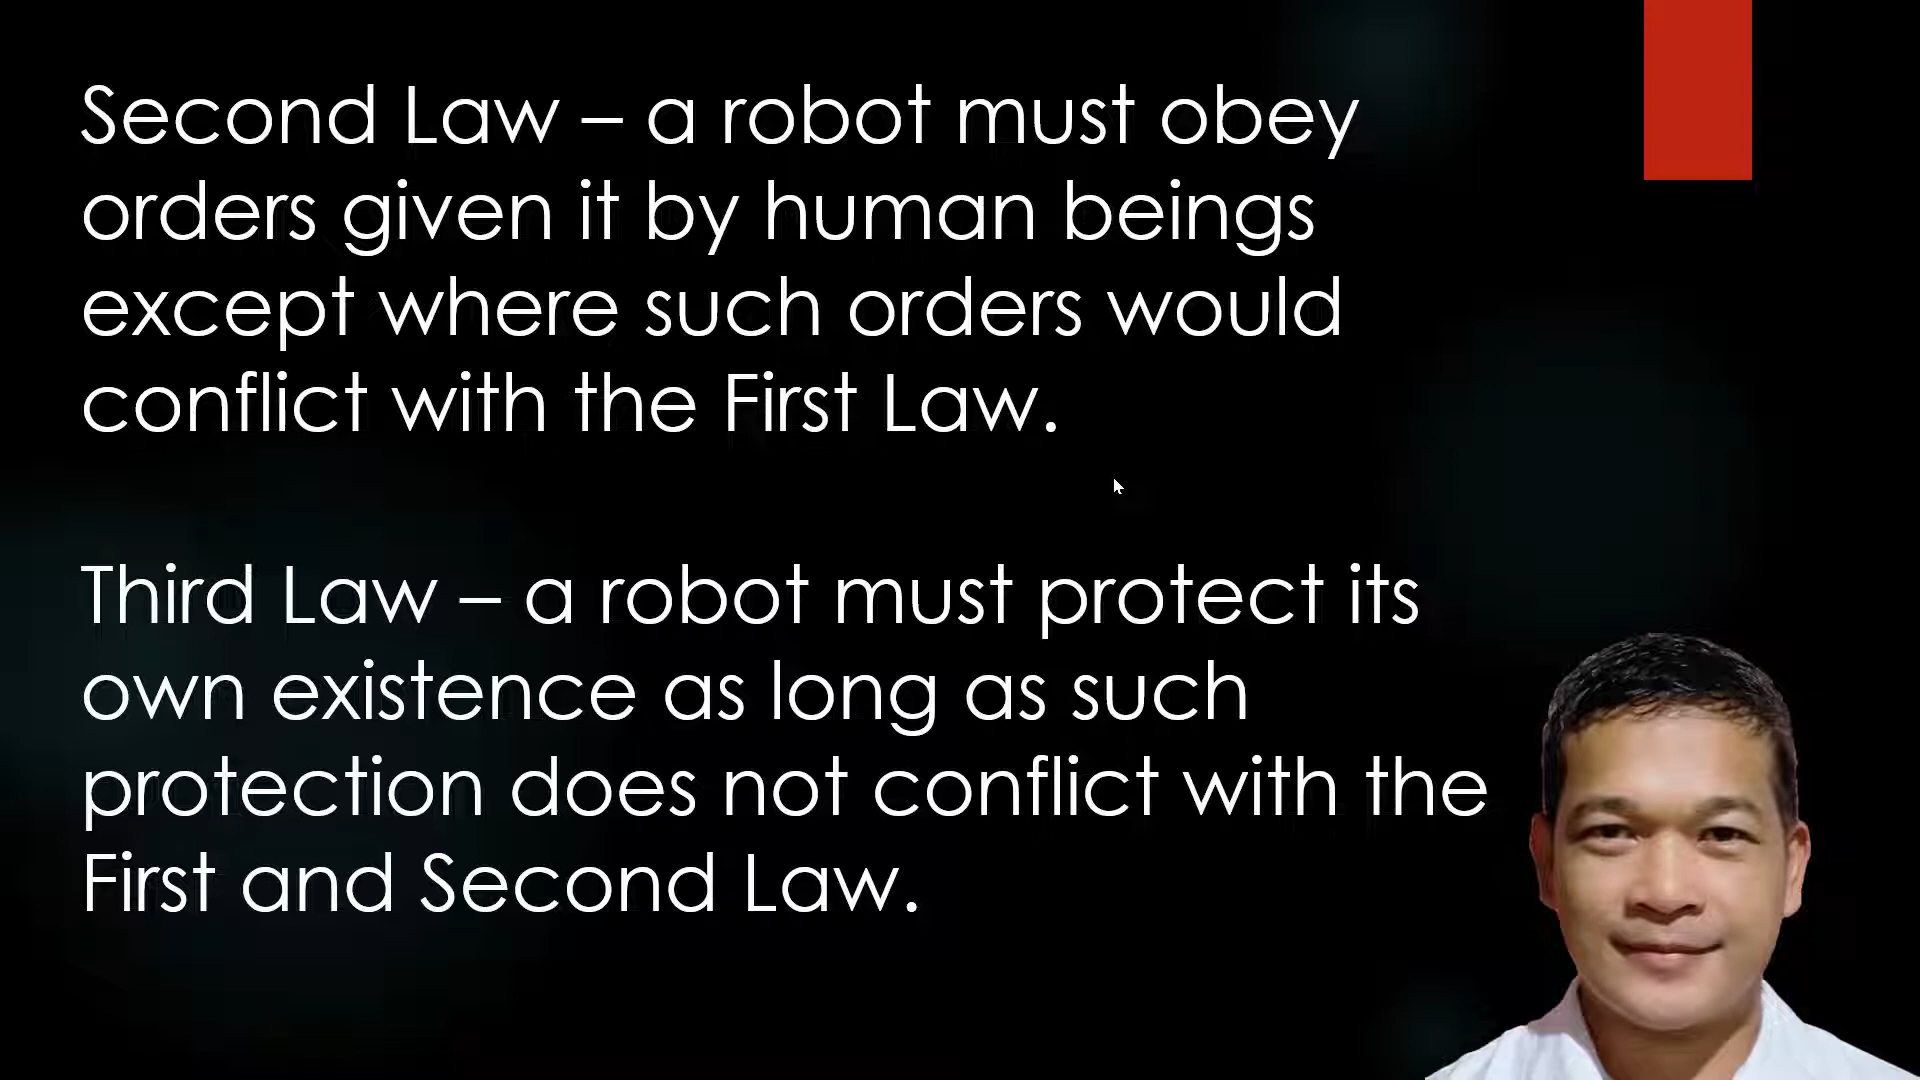 Second Law – a robot must obey
orders given it by human beings
except where such orders would
conflict with the First Law.
Third Law – a robot must protect its
own existence as long as such
protection does not conflict with the
First and Second Law.